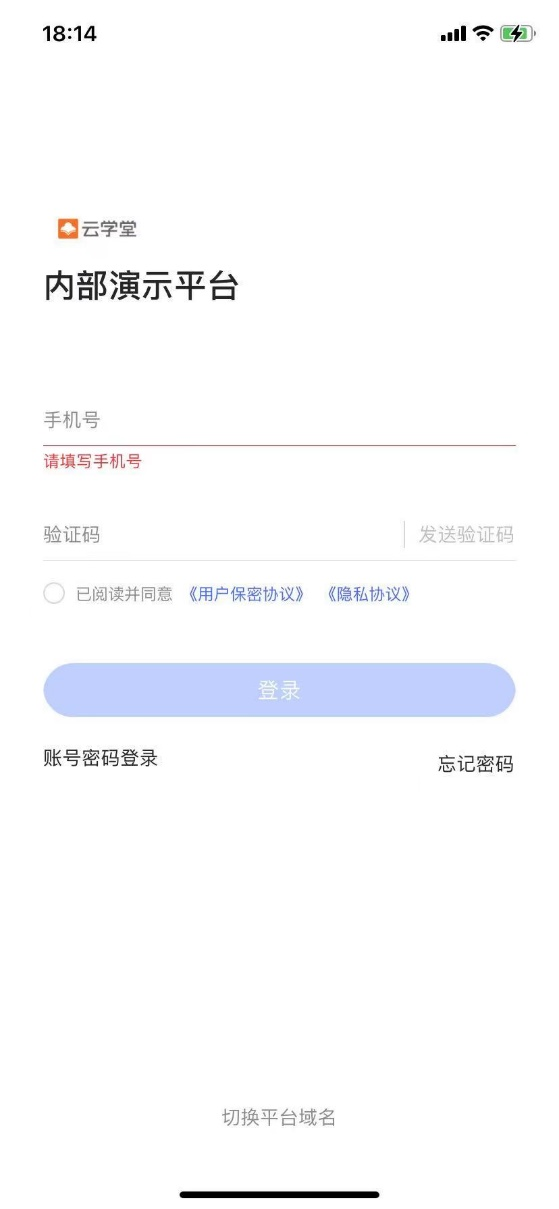 18:14
云学堂
内部演示平台
手机号
请填写手机号
验证码 发送验证码
已阅读并同意 《用户保密协议》 《隐私协议》
登录
账号密码登录 忘记密码
切换平台域名